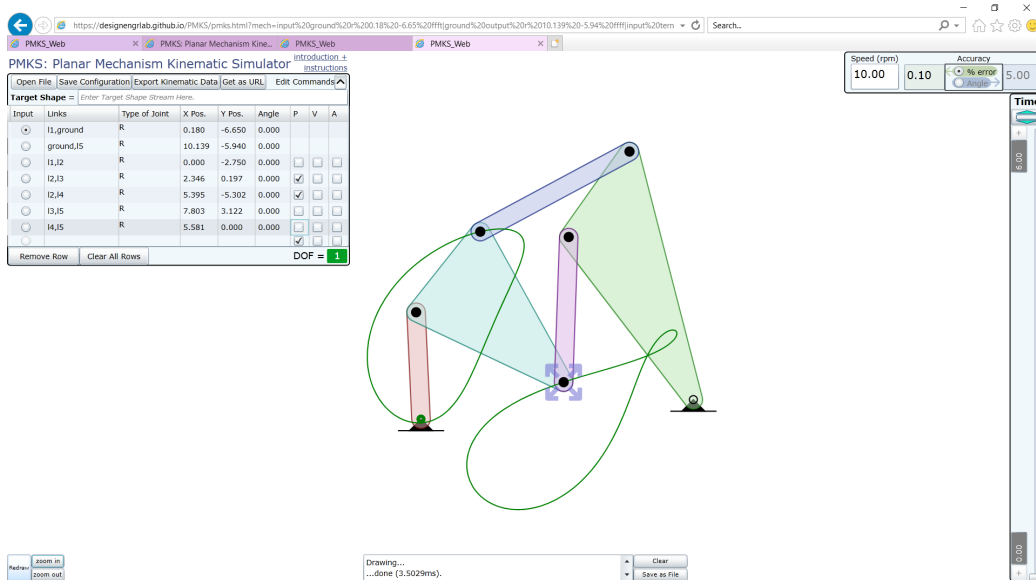 https://designengrlab.github.io/PMKS/pmks.html?mech=input%20ground%20r%200.18%20-6.65%20ffft|ground%20output%20r%2010.139%20-5.94%20ffff|input%20tern
Search...
PMKS_Web
PMKS: Planar Mechanism Kine...
PMKS_Web
PMKS_Web
PMKS: Planar Mechanism Kinematic Simulator
introduction +
instructions
Open File Save Configuration Export Kinematic Data Get as URL Edit Commands
Target Shape = Enter Target Shape Stream Here.
Input Links Type of Joint X Pos. Y Pos. Angle P V A
l1,ground R 0.180 -6.650 0.000
ground,l5 R 10.139 -5.940 0.000
l1,l2 R 0.000 -2.750 0.000
l2,l3 R 2.346 0.197 0.000
l2,l4 R 5.395 -5.302 0.000
l3,l5 R 7.803 3.122 0.000
l4,l5 R 5.581 0.000 0.000
Remove Row Clear All Rows DOF = 1
Speed (rpm) Accuracy
10.00 0.10 % error 5.00
Angle
Time
6.00
0.00
Redraw zoom in
zoom out
Drawing...
...done (3.5029ms).
Clear
Save as File